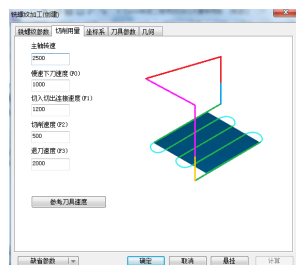 铣螺纹加工(创建)
铣螺纹参数 切削用量 坐标系 刀具参数 几何
主轴转速
2500
慢速下刀速度(F0)
1000
切入切出连接速度(F1)
1200
切削速度(F2)
500
退刀速度(F3)
2000
参考刀具速度
缺省参数 确定 取消 悬挂 计算